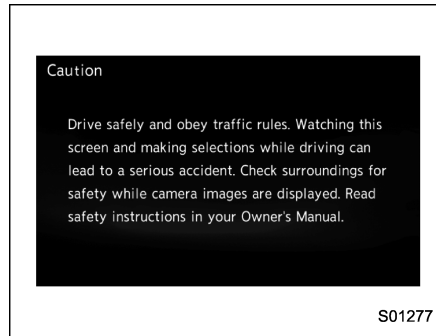 Caution
Drive safely and obey traffic rules. Watching this
screen and making selections while driving can
lead to a serious accident. Check surroundings for
safety while camera images are displayed. Read
safety instructions in your Owner's Manual.
S01277